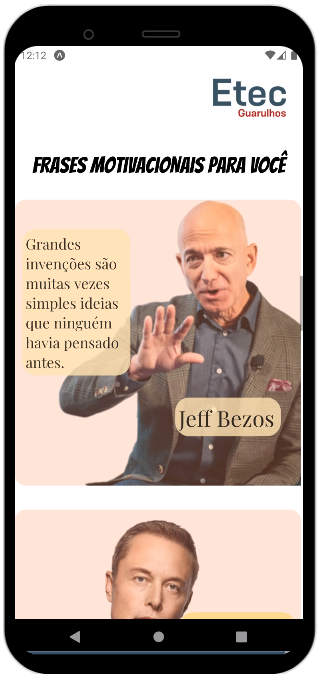 12:12
Etec
Guarulhos
FRASES MOTIVACIONAIS PARA VOCÊ
Grandes
invenções são
muitas vezes
simples ideias
que ninguém
havia pensado
antes.
Jeff Bezos